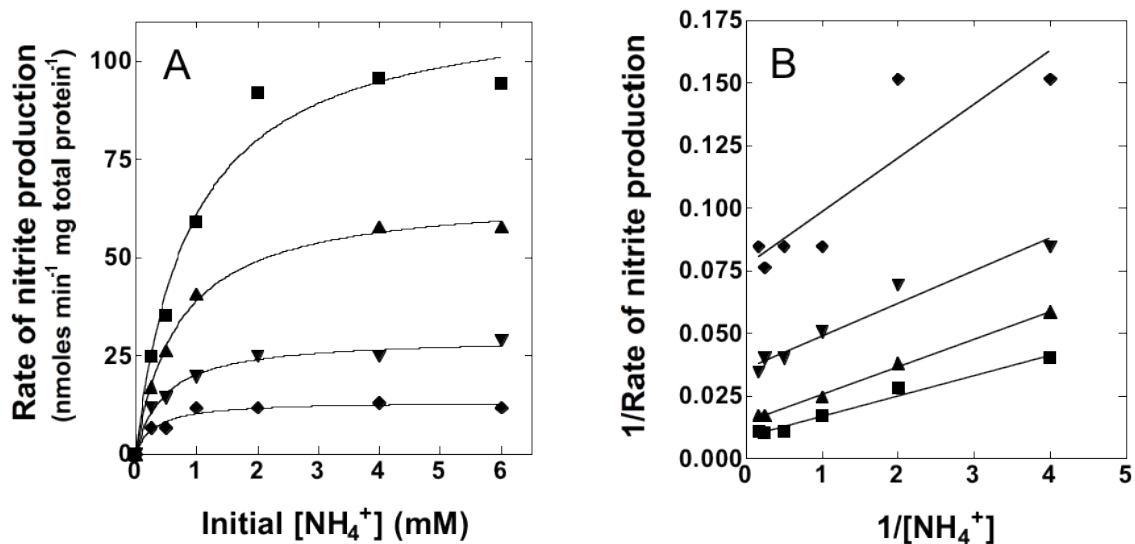 A
Rate of nitrite production
(nmoles min⁻¹ mg total protein⁻¹)
100
75
50
25
0
0 1 2 3 4 5 6
Initial [NH₄⁺] (mM)
B
1/Rate of nitrite production
0.175
0.150
0.125
0.100
0.075
0.050
0.025
0.000
0 1 2 3 4 5
1/[NH₄⁺]